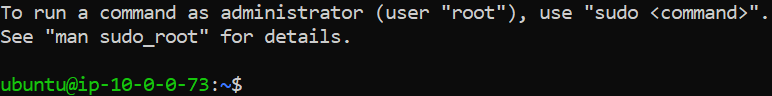 To run a command as administrator (user "root"), use "sudo <command>".
See "man sudo_root" for details.
ubuntu@ip-10-0-0-73:~$